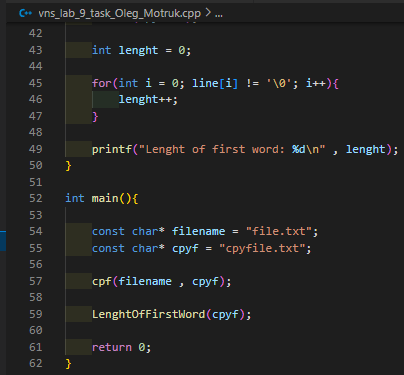 vns_lab_9_task_Oleg_Motruk.cpp > ...
42
43 int lenght = 0;
44
45 for(int i = 0; line[i] != '\0'; i++){
46 lenght++;
47 }
48
49 printf("Lenght of first word: %d\n" , lenght);
50 }
51
52 int main(){
53
54 const char* filename = "file.txt";
55 const char* cpyf = "cpyfile.txt";
56
57 cpf(filename , cpyf);
58
59 LenghtOfFirstWord(cpyf);
60
61 return 0;
62 }